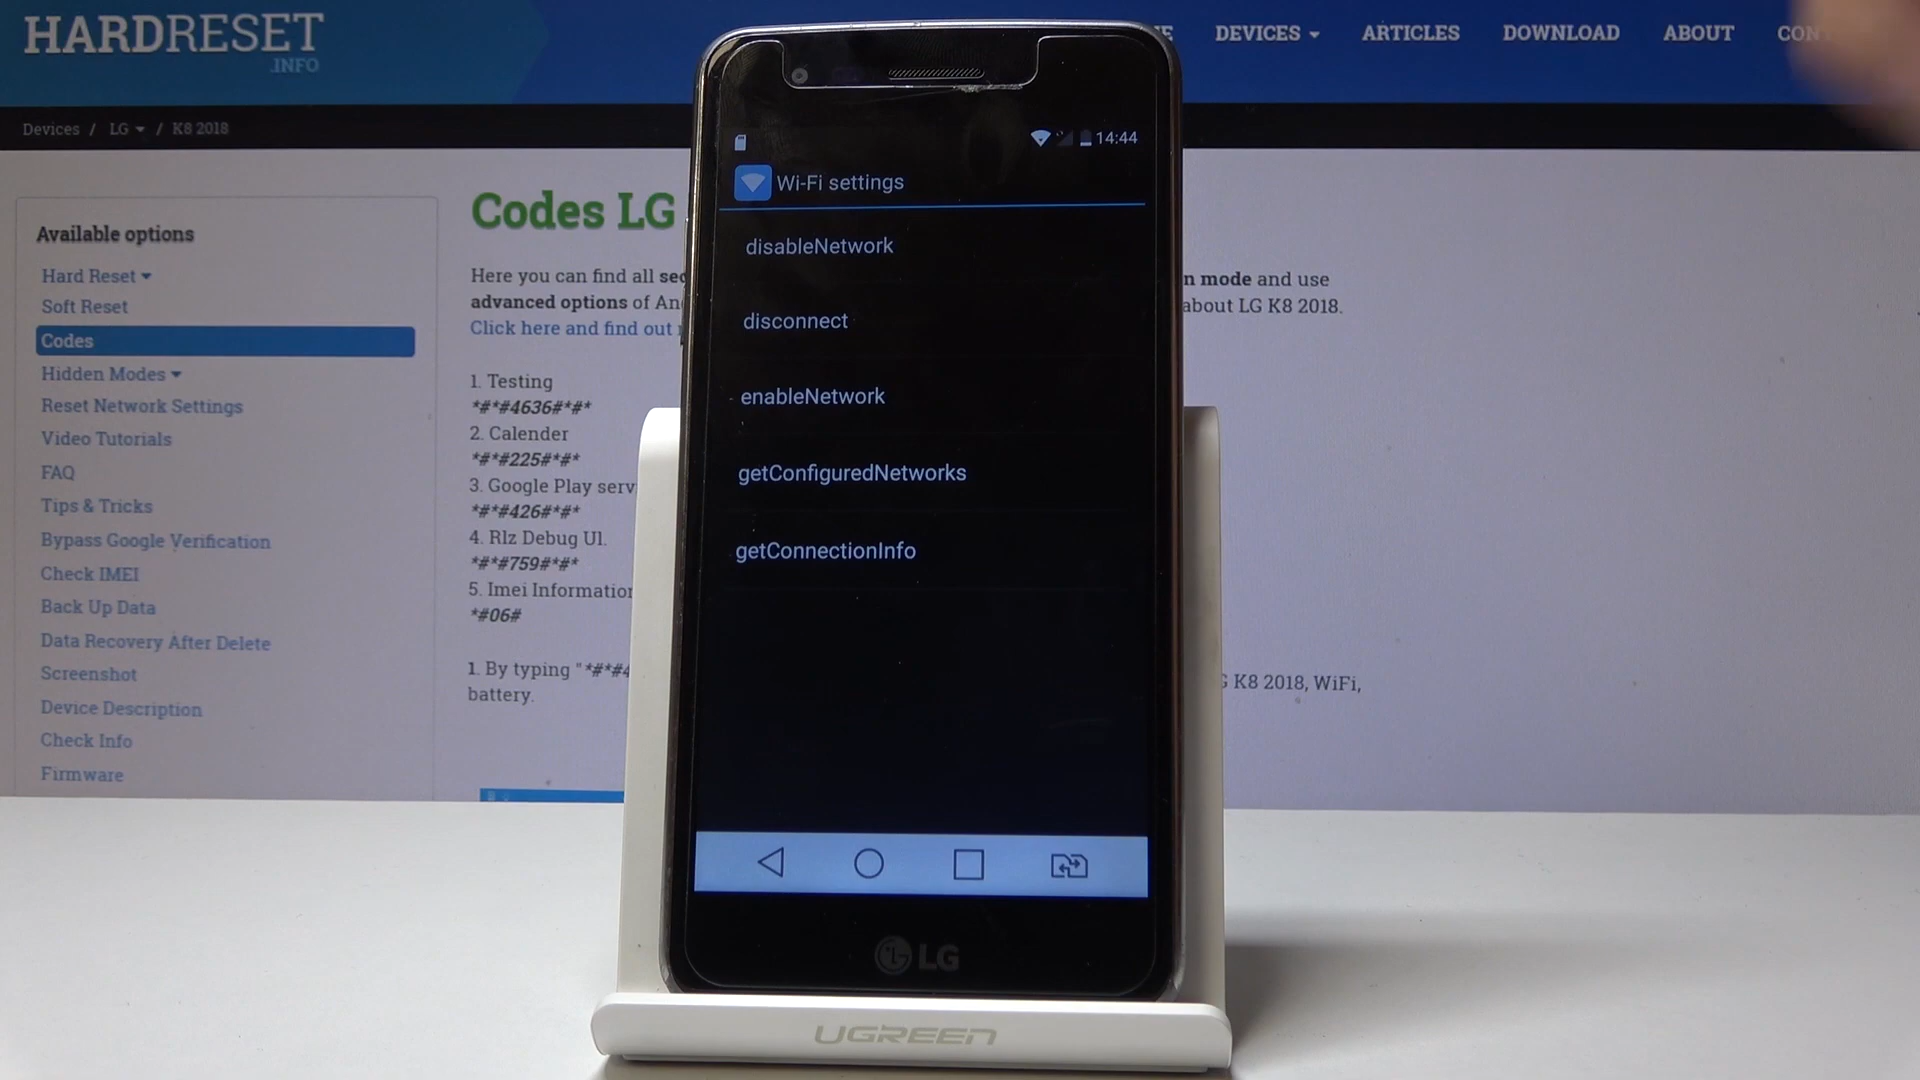 HARDRESET
.INFO
DEVICES
ARTICLES
DOWNLOAD
ABOUT
Devices / LG / K8 2018
Available options
Hard Reset
Soft Reset
Codes
Hidden Modes
Reset Network Settings
Video Tutorials
FAQ
Tips & Tricks
Bypass Google Verification
Check IMEI
Back Up Data
Data Recovery After Delete
Screenshot
Device Description
Check Info
Firmware
Codes LG
Here you can find all
n mode and use
advanced options of
about LG K8 2018.
Click here and find out
1. Testing
*#*#4636#*#*
2. Calender
*#*#225#*#*
3. Google Play serv
*#*#426#*#*
4. Rlz Debug UI.
*#*#759#*#*
5. Imei Information
*#06#
1. By typing "*#*#4
K8 2018, WiFi,
battery.
14:44
Wi-Fi settings
disableNetwork
disconnect
enableNetwork
getConfiguredNetworks
getConnectionInfo
LG
UGREEN